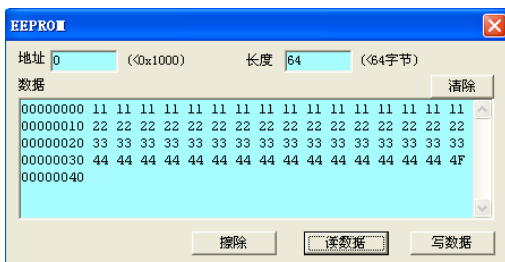 EEPROM
地址 0 (<0x1000) 长度 64 (<64字节)
数据 清除
00000000 11 11 11 11 11 11 11 11 11 11 11 11 11 11 11 11
00000010 22 22 22 22 22 22 22 22 22 22 22 22 22 22 22 22
00000020 33 33 33 33 33 33 33 33 33 33 33 33 33 33 33 33
00000030 44 44 44 44 44 44 44 44 44 44 44 44 44 44 44 4F
00000040
擦除 读数据 写数据